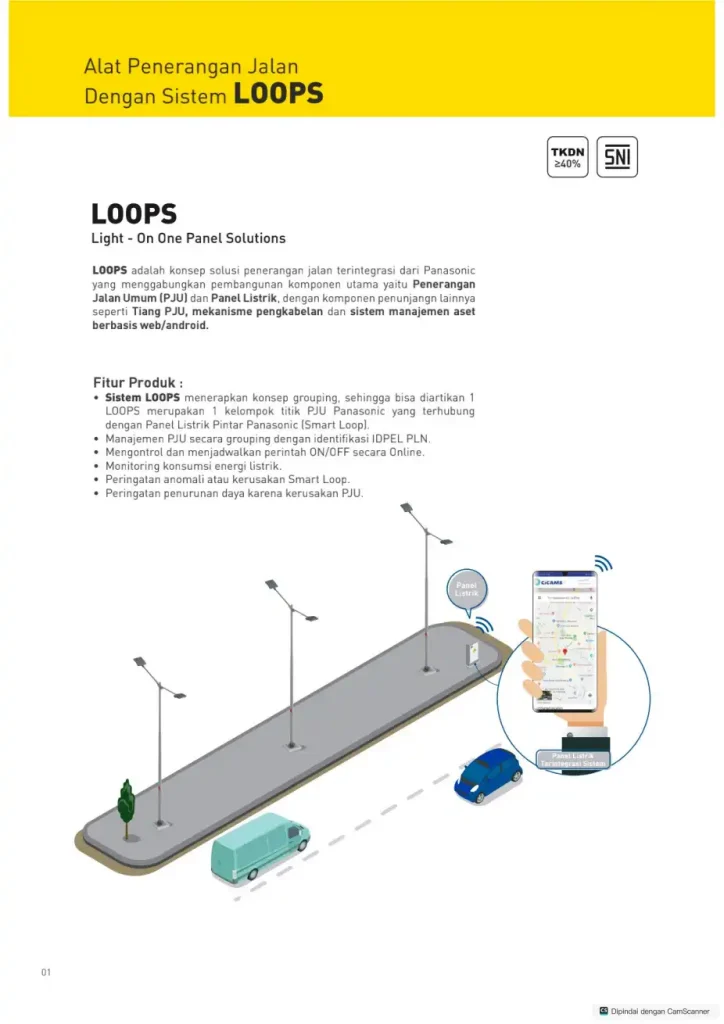 Alat Penerangan Jalan
Dengan Sistem LOOPS
TKDN
≥40%
SNI
LOOPS
Light - On One Panel Solutions
LOOPS adalah konsep solusi penerangan jalan terintegrasi dari Panasonic
yang menggabungkan pembangunan komponen utama yaitu Penerangan
Jalan Umum (PJU) dan Panel Listrik, dengan komponen penunjangn lainnya
seperti Tiang PJU, mekanisme pengkabelan dan sistem manajemen aset
berbasis web/android.
Fitur Produk :
• Sistem LOOPS menerapkan konsep grouping, sehingga bisa diartikan 1
LOOPS merupakan 1 kelompok titik PJU Panasonic yang terhubung
dengan Panel Listrik Pintar Panasonic (Smart Loop).
• Manajemen PJU secara grouping dengan identifikasi IDPEL PLN.
• Mengontrol dan menjadwalkan perintah ON/OFF secara Online.
• Monitoring konsumsi energi listrik.
• Peringatan anomali atau kerusakan Smart Loop.
• Peringatan penurunan daya karena kerusakan PJU.
Panel
Listrik
Panel Listrik
Terintegrasi Sistem
01
CS Dipindai dengan CamScanner